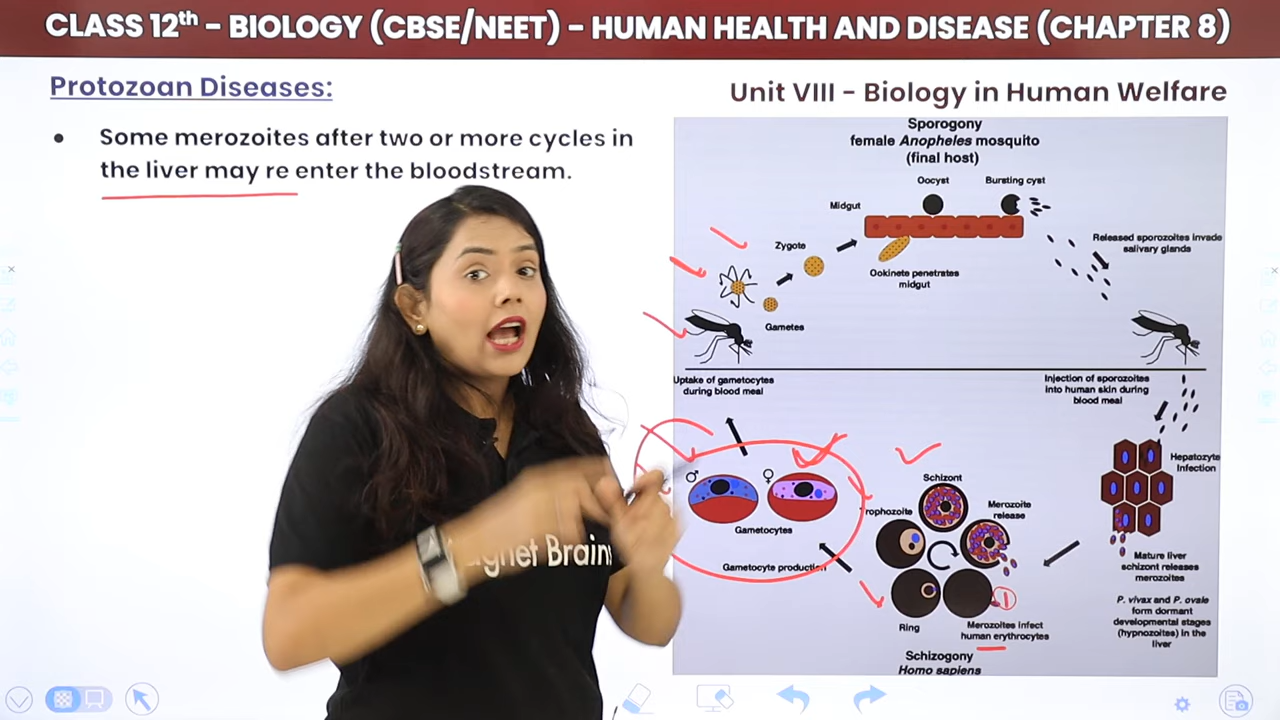 CLASS 12th – BIOLOGY (CBSE/NEET) – HUMAN HEALTH AND DISEASE (CHAPTER 8)
Protozoan Diseases:
Unit VIII – Biology in Human Welfare
• Some merozoites after two or more cycles in
the liver may re enter the bloodstream.
Sporogony
female Anopheles mosquito
(final host)
Oocyst
Bursting cyst
Midgut
Zygote
Released sporozoites invade
salivary glands
Ookinete penetrates
midgut
Gametes
Uptake of gametocytes
during blood meal
Injection of sporozoites
into human skin during
blood meal
Hepatozyte
Infection
♂
♀
Gametocytes
Gametocyte production
Schizont
Trophozoite
Merozoite
release
Ring
Merozoites infect
human erythrocytes
Mature liver
schizont releases
merozoites
P. vivax and P. ovale
form dormant
developmental stages
(hypnozoites) in the
liver
Schizogony
Homo sapiens
Magnet Brains